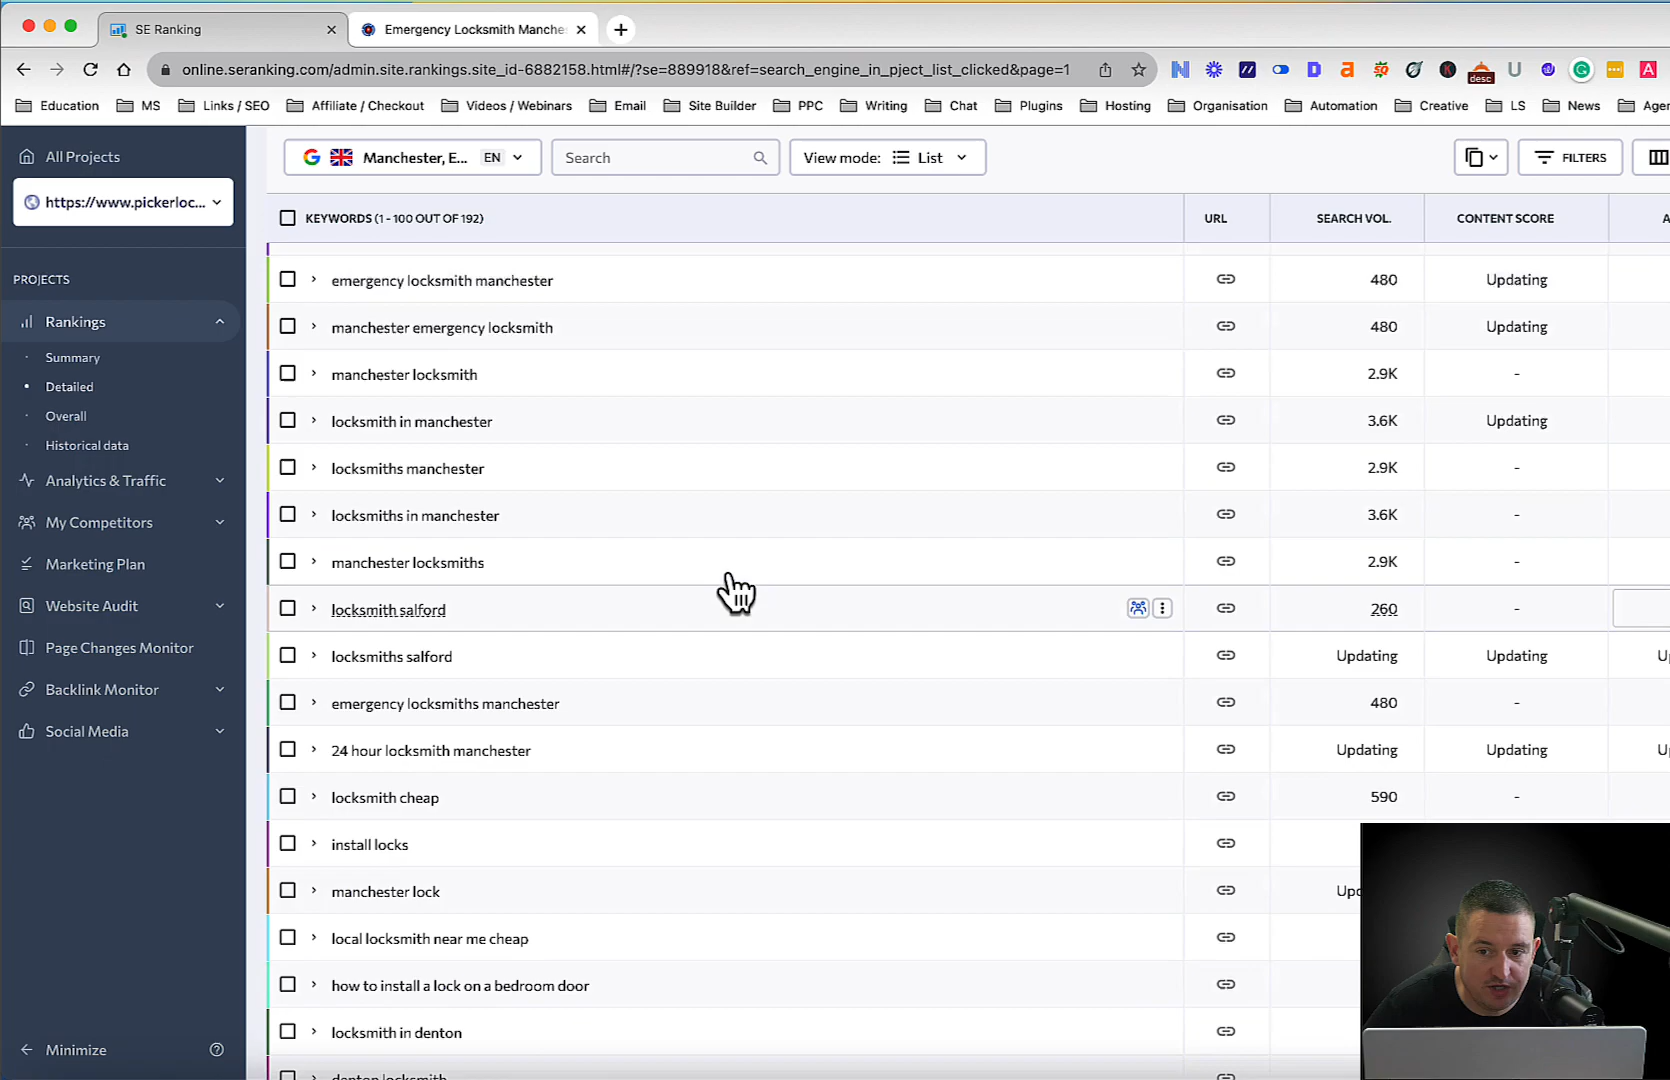 SE Ranking
Emergency Locksmith Manche
online.seranking.com/admin.site.rankings.site_id-6882158.html#/?se=889918&ref=search_engine_in_pject_list_clicked&page=1
desc
Education MS Links / SEO Affiliate / Checkout Videos / Webinars Email Site Builder PPC Writing Chat Plugins Hosting Organisation Automation Creative LS News Agen
All Projects
https://www.pickerloc...
PROJECTS
Rankings
Summary
Detailed
Overall
Historical data
Analytics & Traffic
My Competitors
Marketing Plan
Website Audit
Page Changes Monitor
Backlink Monitor
Social Media
Minimize
Manchester, E... EN Search View mode: List FILTERS
KEYWORDS (1 - 100 OUT OF 192) URL SEARCH VOL. CONTENT SCORE A
emergency locksmith manchester 480 Updating
manchester emergency locksmith 480 Updating
manchester locksmith 2.9K -
locksmith in manchester 3.6K Updating
locksmiths manchester 2.9K -
locksmiths in manchester 3.6K -
manchester locksmiths 2.9K -
locksmith salford 260 -
locksmiths salford Updating Updating U
emergency locksmiths manchester 480 -
24 hour locksmith manchester Updating Updating U
locksmith cheap 590 -
install locks
manchester lock Up
local locksmith near me cheap
how to install a lock on a bedroom door
locksmith in denton
denton locksmith